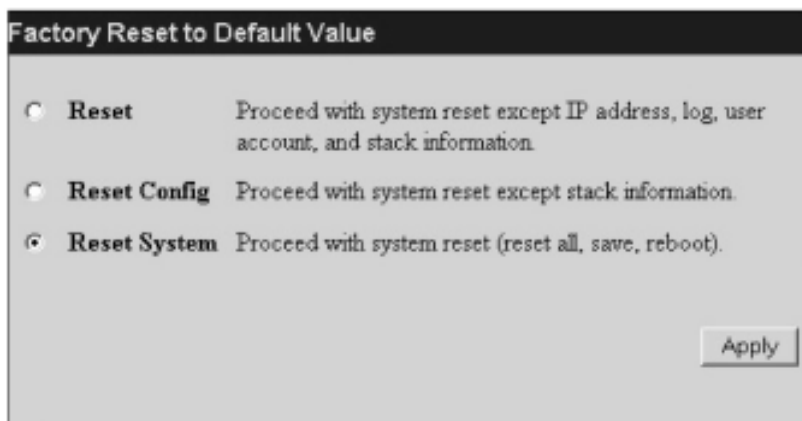 Factory Reset to Default Value
Reset Proceed with system reset except IP address, log, user
account, and stack information.
Reset Config Proceed with system reset except stack information.
Reset System Proceed with system reset (reset all, save, reboot).
Apply